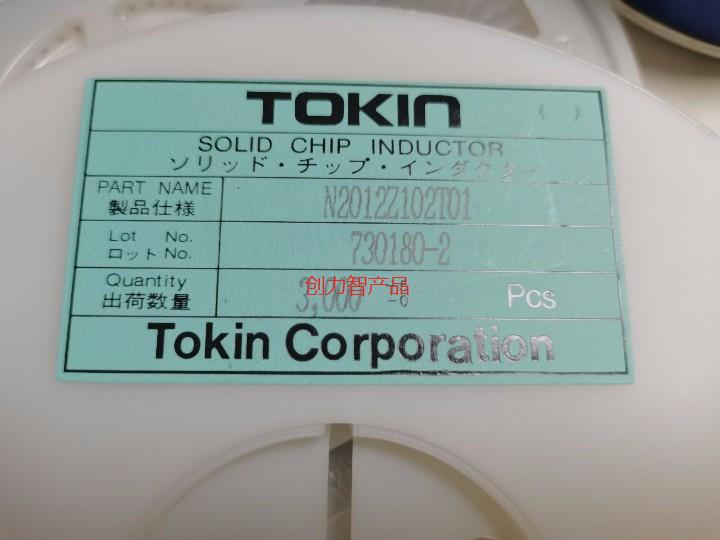 TOKIN ( )
SOLID CHIP INDUCTOR
ソリッド・チップ・インダクター
PART NAME N2012Z102T01
製品仕様
Lot No. 730180-2
ロット No.
Quantity 3,000 Pcs
出荷数量
创力智产品
Tokin Corporation